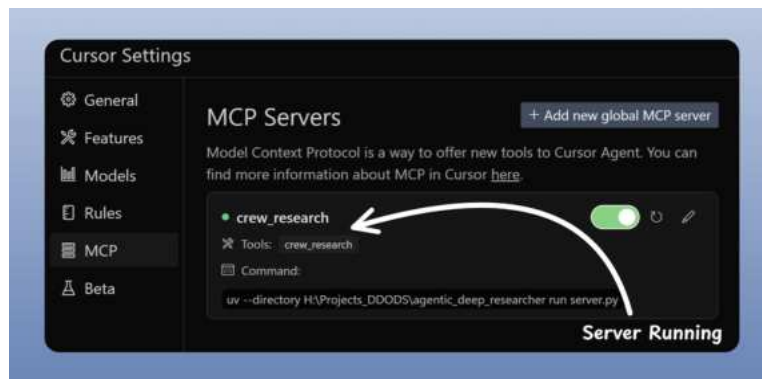 Cursor Settings
General
Features
Models
Rules
MCP
Beta
MCP Servers
+ Add new global MCP server
Model Context Protocol is a way to offer new tools to Cursor Agent. You can
find more information about MCP in Cursor here.
crew_research
Tools: crew_research
Command:
uv --directory H:\Projects_DDODS\agentic_deep_researcher run server.py
Server Running